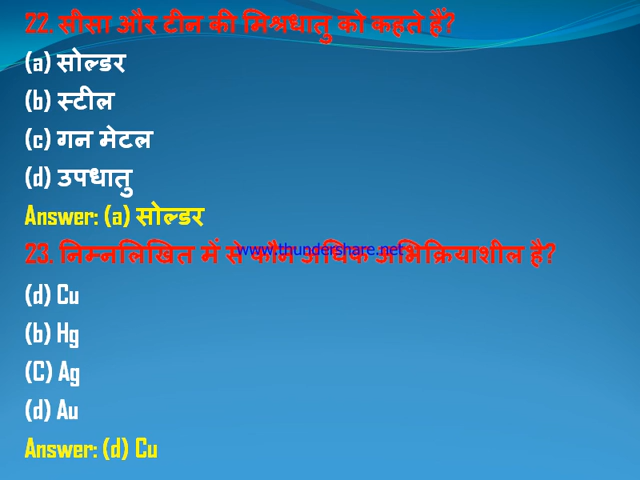 22. सीसा और टीन की मिश्रधातु को कहते हैं?
(a) सोल्डर
(b) स्टील
(c) गन मेटल
(d) उपधातु
Answer: (a) सोल्डर
www.thundershare.net
23. निम्नलिखित में से कौन अधिक अभिक्रियाशील है?
(d) Cu
(b) Hg
(C) Ag
(d) Au
Answer: (d) Cu